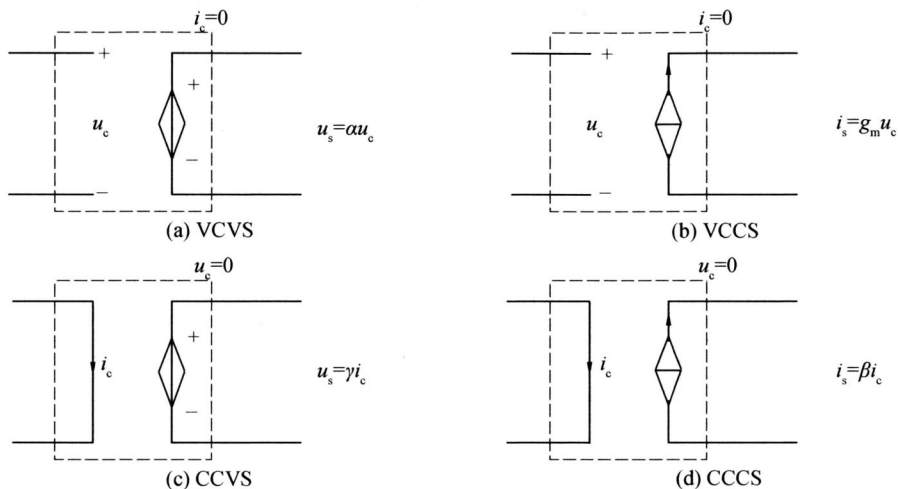 i_c=0
+
+
u_c
−
−
u_s=αu_c
(a) VCVS
i_c=0
+
u_c
−
i_s=g_m u_c
(b) VCCS
u_c=0
i_c
+
−
u_s=γi_c
(c) CCVS
u_c=0
i_c
i_s=βi_c
(d) CCCS